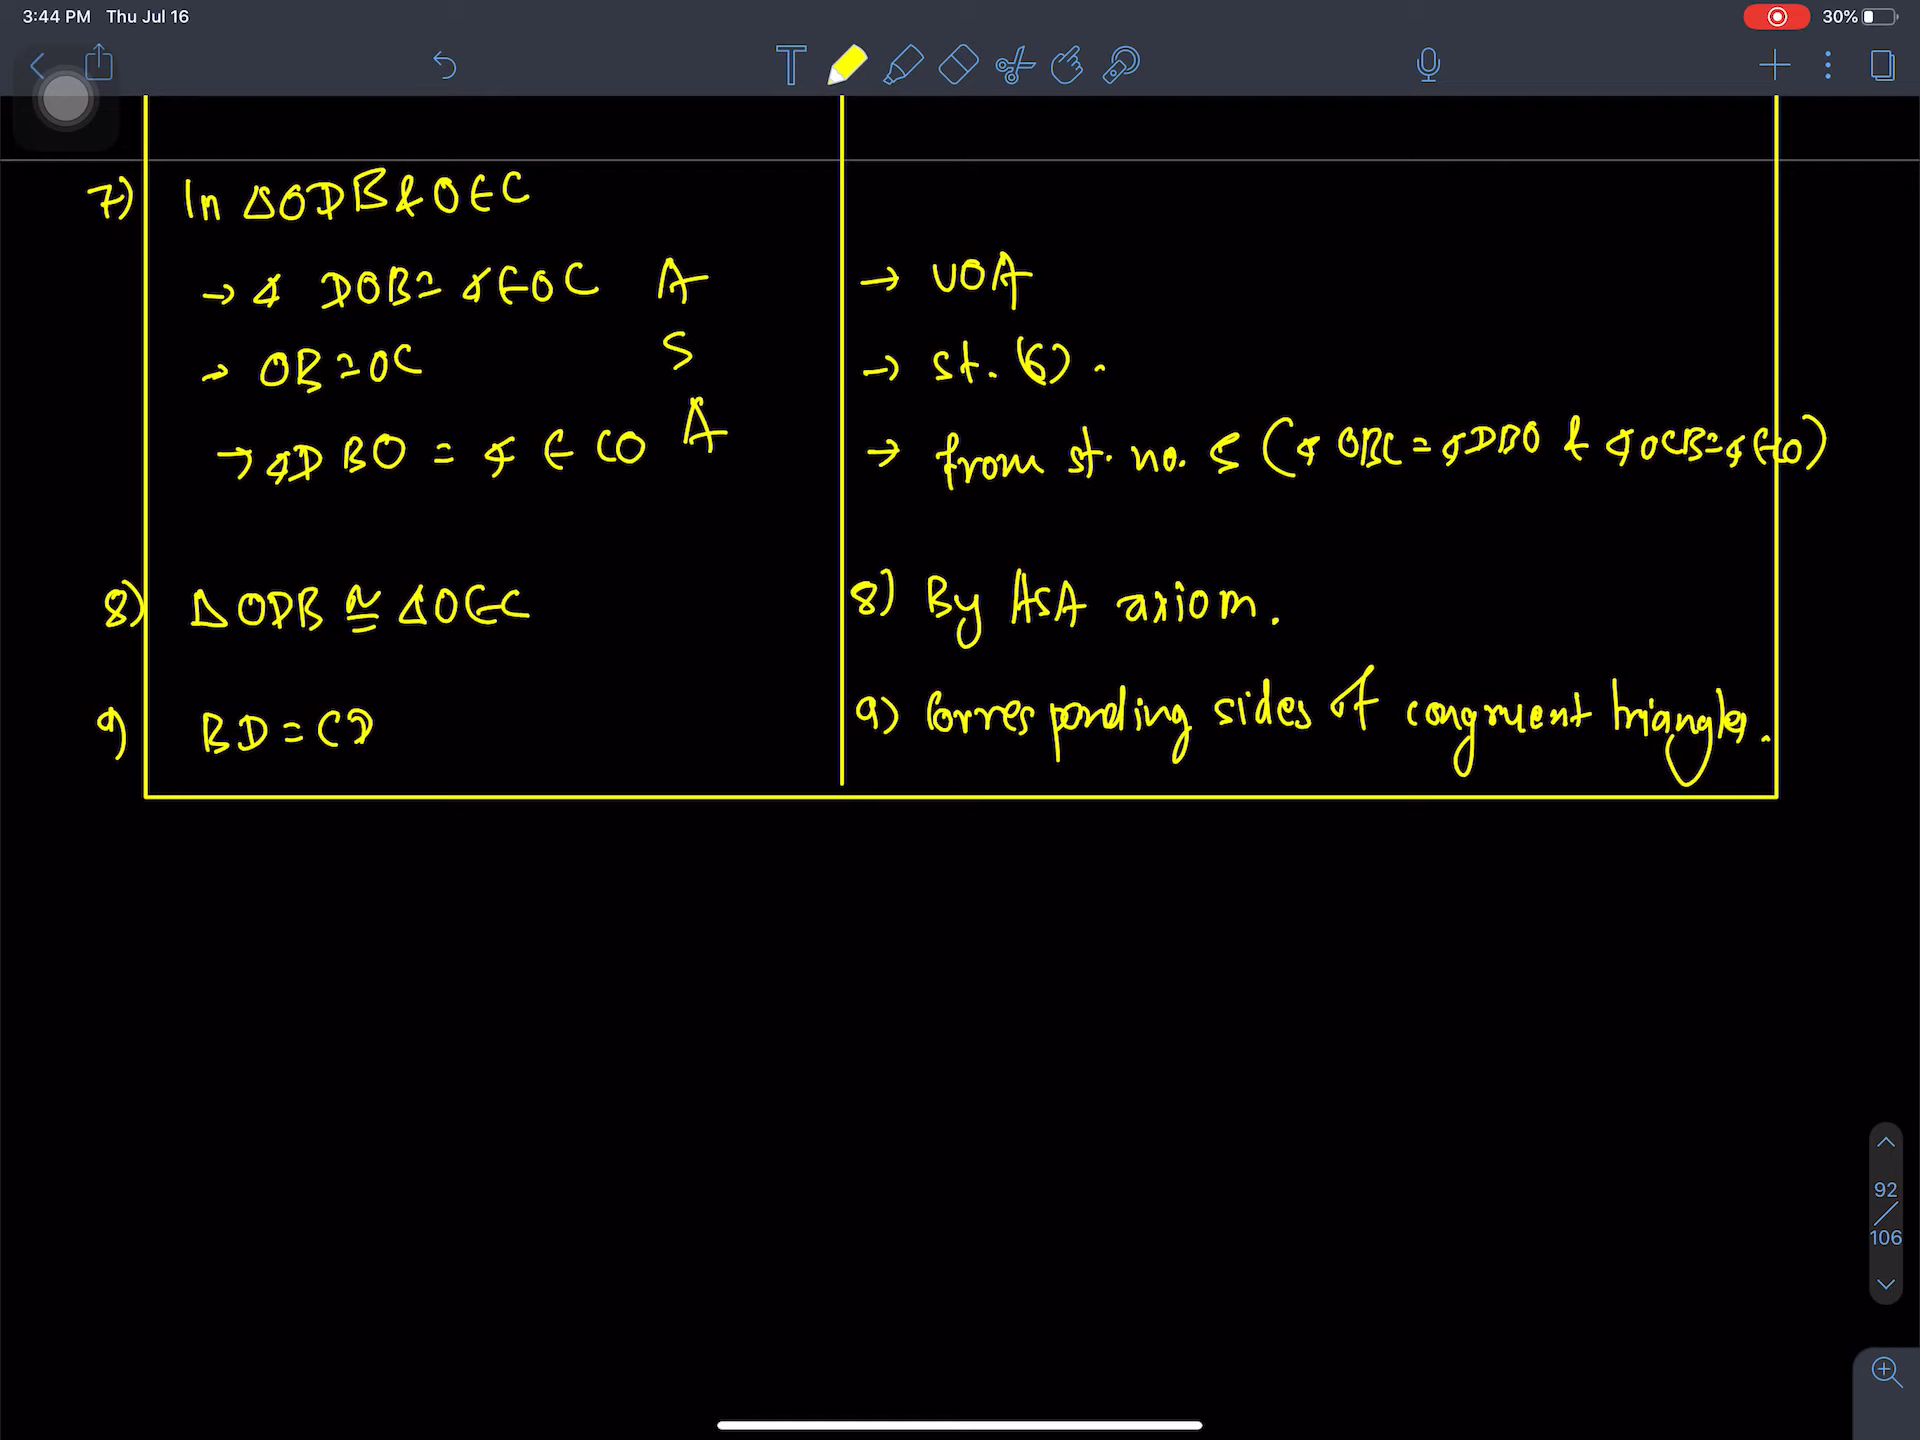 3:44 PM Thu Jul 16
30%
7) In ΔODB & OEC
→ ∢ DOB = ∢EOC A → VOA
→ OB = OC S → st. (6).
→ ∢DBO = ∢ECO A → from st. no. 5 (∢OBC = ∢DBO & ∢OCB = ∢ECO)
8) ΔODB ≅ ΔOEC 8) By ASA axiom.
9) BD = CD 9) Corresponding sides of congruent triangles.
92
/
106